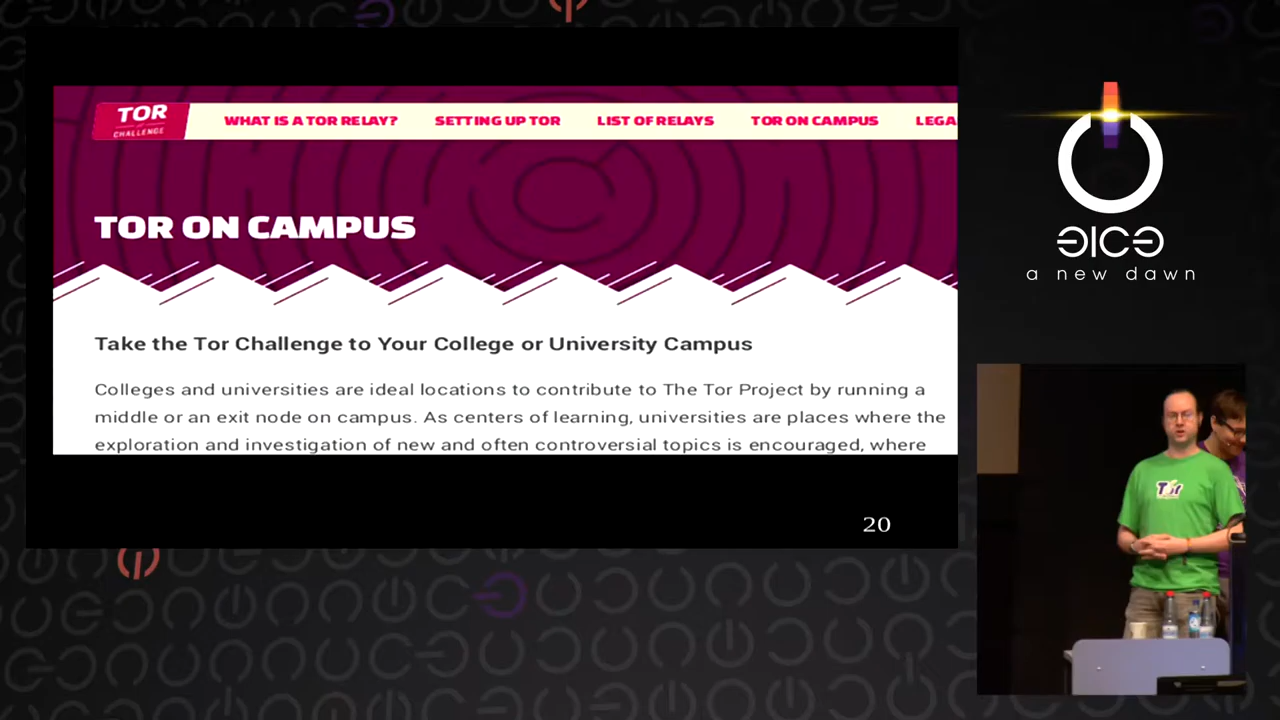 TOR
CHALLENGE
WHAT IS A TOR RELAY?
SETTING UP TOR
LIST OF RELAYS
TOR ON CAMPUS
LEGA
TOR ON CAMPUS
Take the Tor Challenge to Your College or University Campus
Colleges and universities are ideal locations to contribute to The Tor Project by running a
middle or an exit node on campus. As centers of learning, universities are places where the
exploration and investigation of new and often controversial topics is encouraged, where
20
a new dawn
Tor